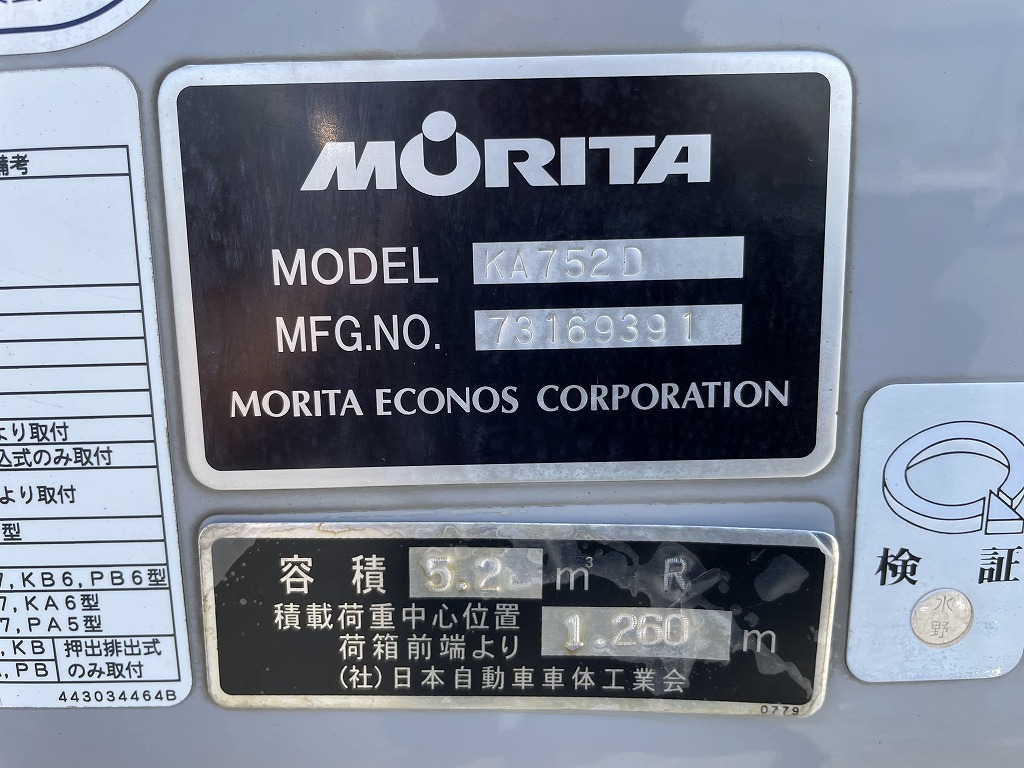 備考
より取付
込式のみ取付
より取付
型
7, KB6, PB6型
7, KA6型
7, PA5型
, KB 押出排出式
, PB のみ取付
443034464B
MORITA
MODEL KA752D
MFG.NO. 73169391
MORITA ECONOS CORPORATION
容積 5.2 m³ R
積載荷重中心位置
荷箱前端より 1.260 m
(社)日本自動車車体工業会
0779
検証
水野